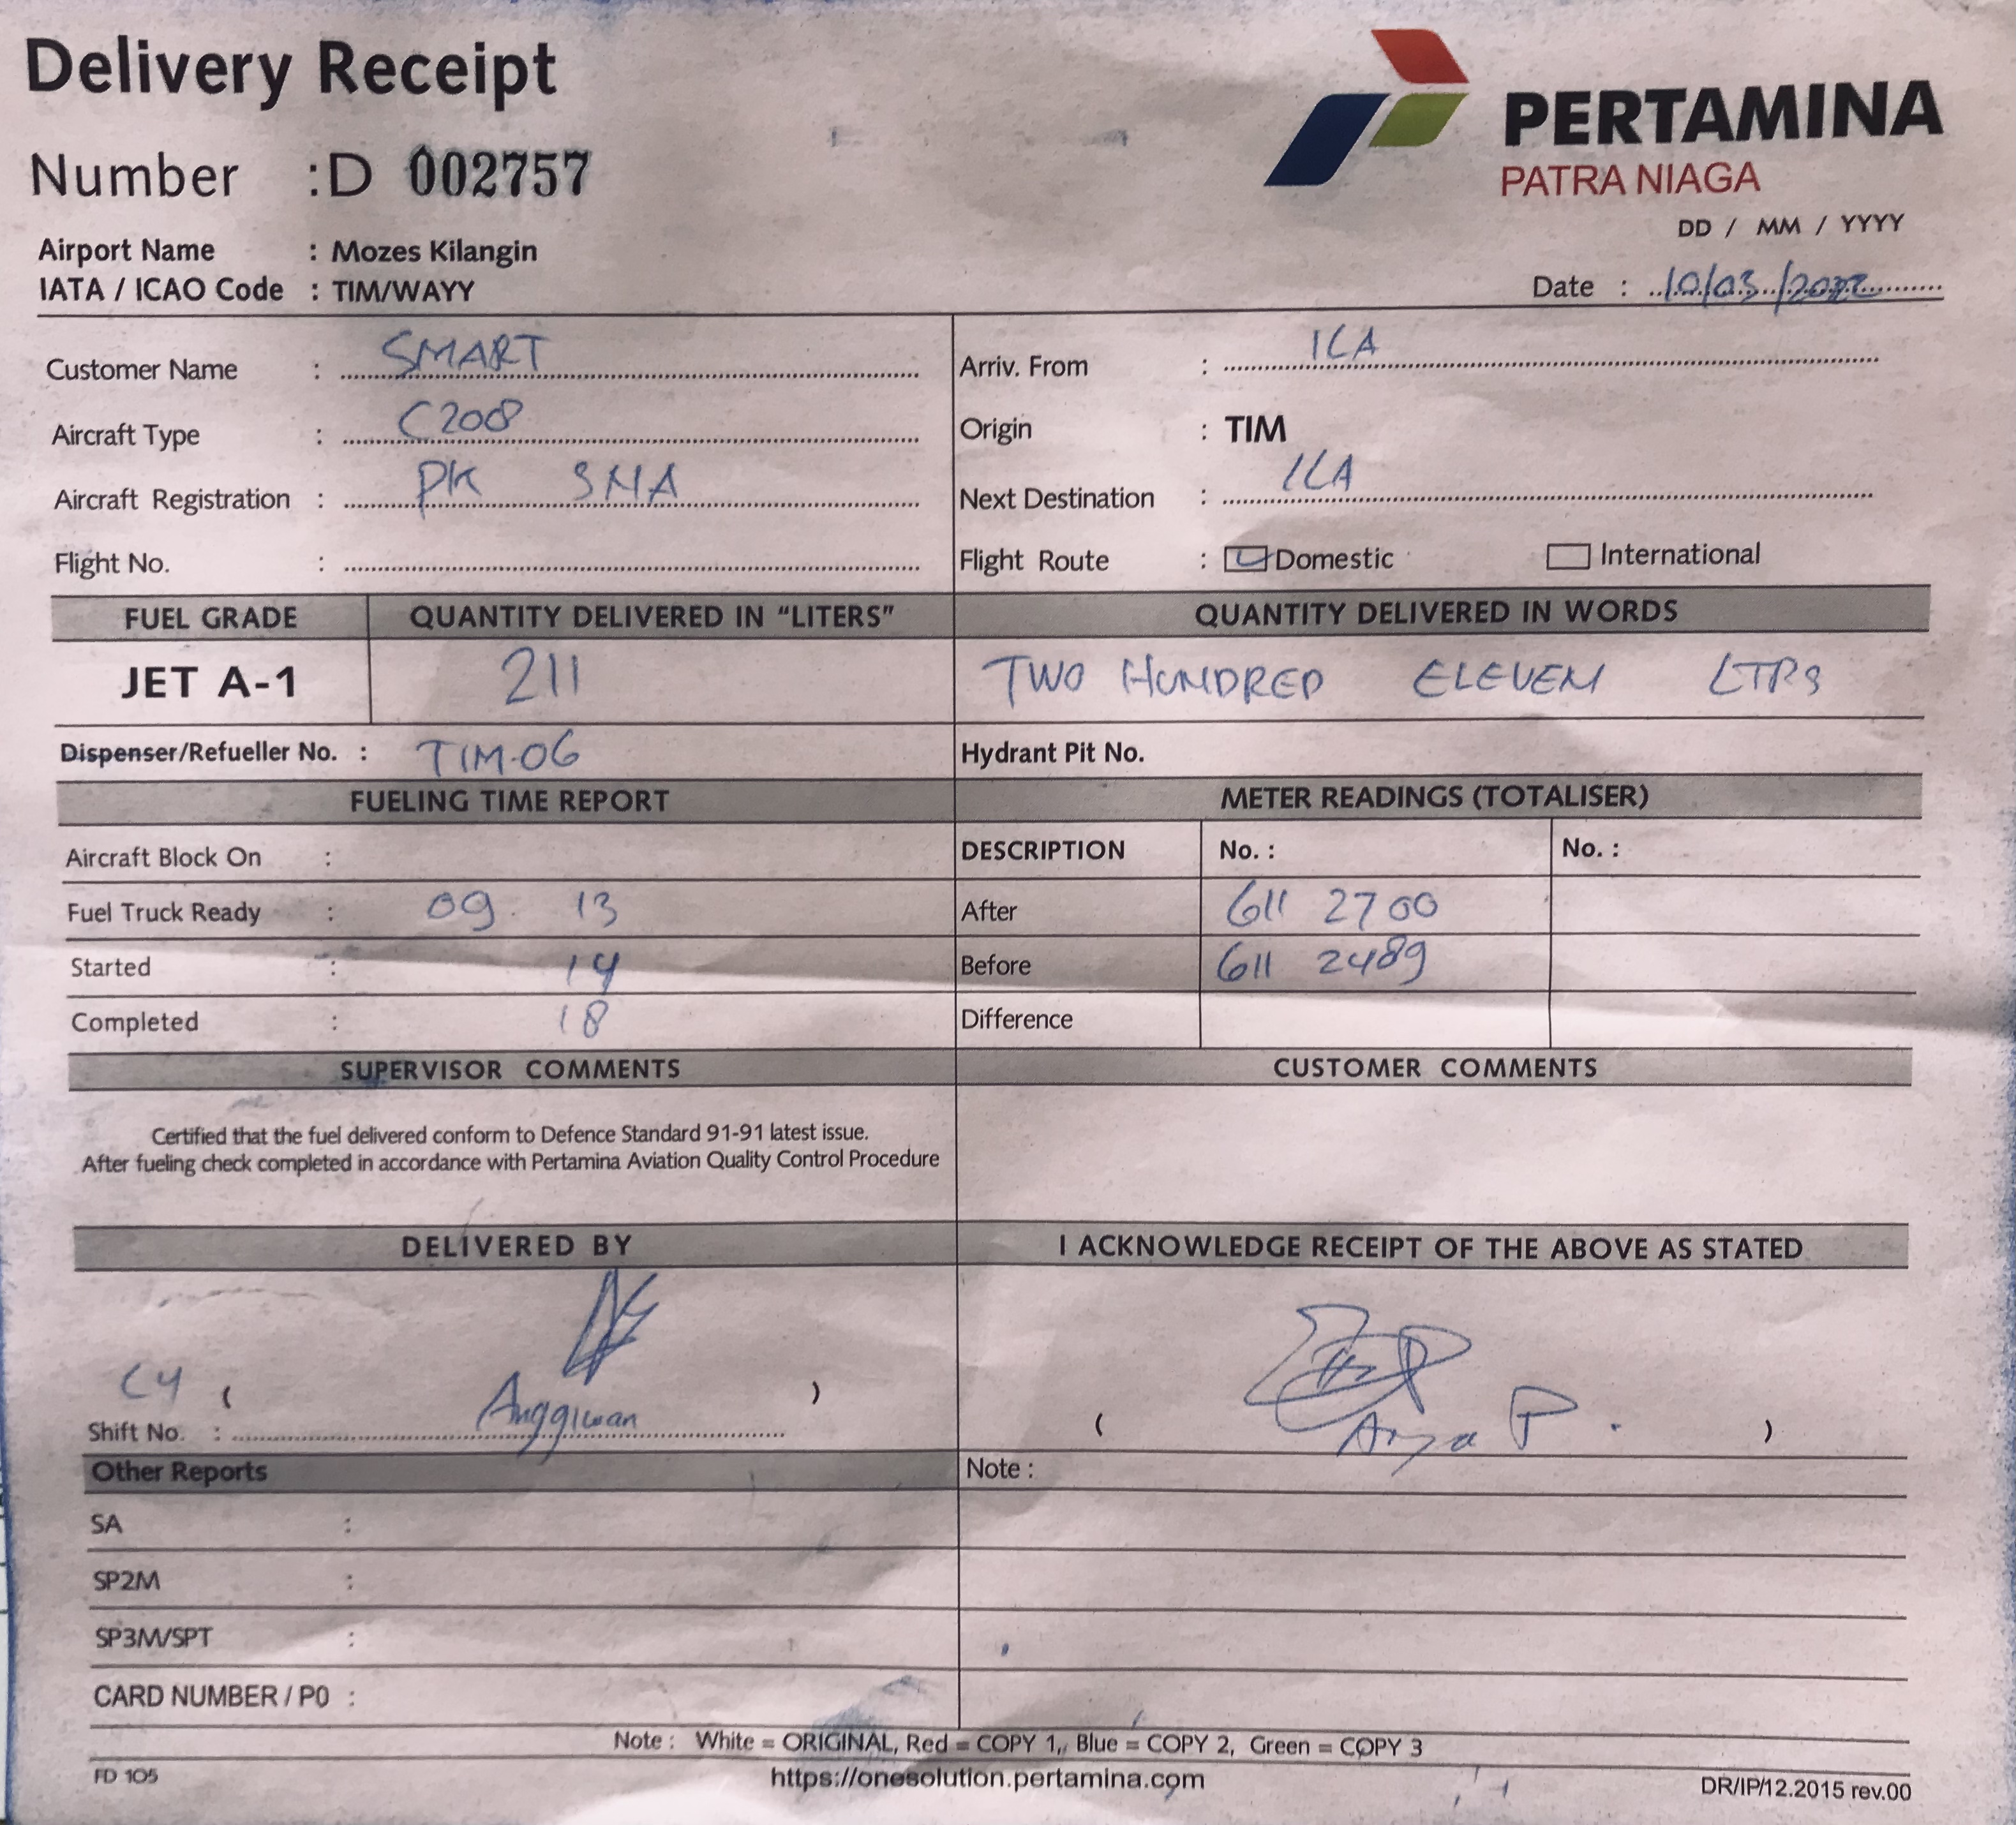 Delivery Receipt
PERTAMINA
PATRA NIAGA
Number : D 002757
DD / MM / YYYY
Airport Name : Mozes Kilangin
IATA / ICAO Code : TIM/WAYY
Date : 10/03/2022
Customer Name : SMART
Arriv. From : ILA
Aircraft Type : C208
Origin : TIM
Aircraft Registration : PK SNA
Next Destination : ILA
Flight No. :
Flight Route : Domestic International
FUEL GRADE QUANTITY DELIVERED IN “LITERS” QUANTITY DELIVERED IN WORDS
JET A-1 211 TWO HUNDRED ELEVEN LTRS
Dispenser/Refueller No. : TIM-06 Hydrant Pit No.
FUELING TIME REPORT METER READINGS (TOTALISER)
Aircraft Block On : DESCRIPTION No. : No. :
Fuel Truck Ready : 09 13 After 611 2700
Started : 14 Before 611 2489
Completed : 18 Difference
SUPERVISOR COMMENTS CUSTOMER COMMENTS
Certified that the fuel delivered conform to Defence Standard 91-91 latest issue.
After fueling check completed in accordance with Pertamina Aviation Quality Control Procedure
DELIVERED BY I ACKNOWLEDGE RECEIPT OF THE ABOVE AS STATED
C4 ( Anggiwan )
( Arya P. )
Shift No. :
Other Reports Note :
SA :
SP2M :
SP3M/SPT :
CARD NUMBER / P0 :
Note : White = ORIGINAL, Red = COPY 1, Blue = COPY 2, Green = COPY 3
FD 105 https://onesolution.pertamina.com DR/IP/12.2015 rev.00